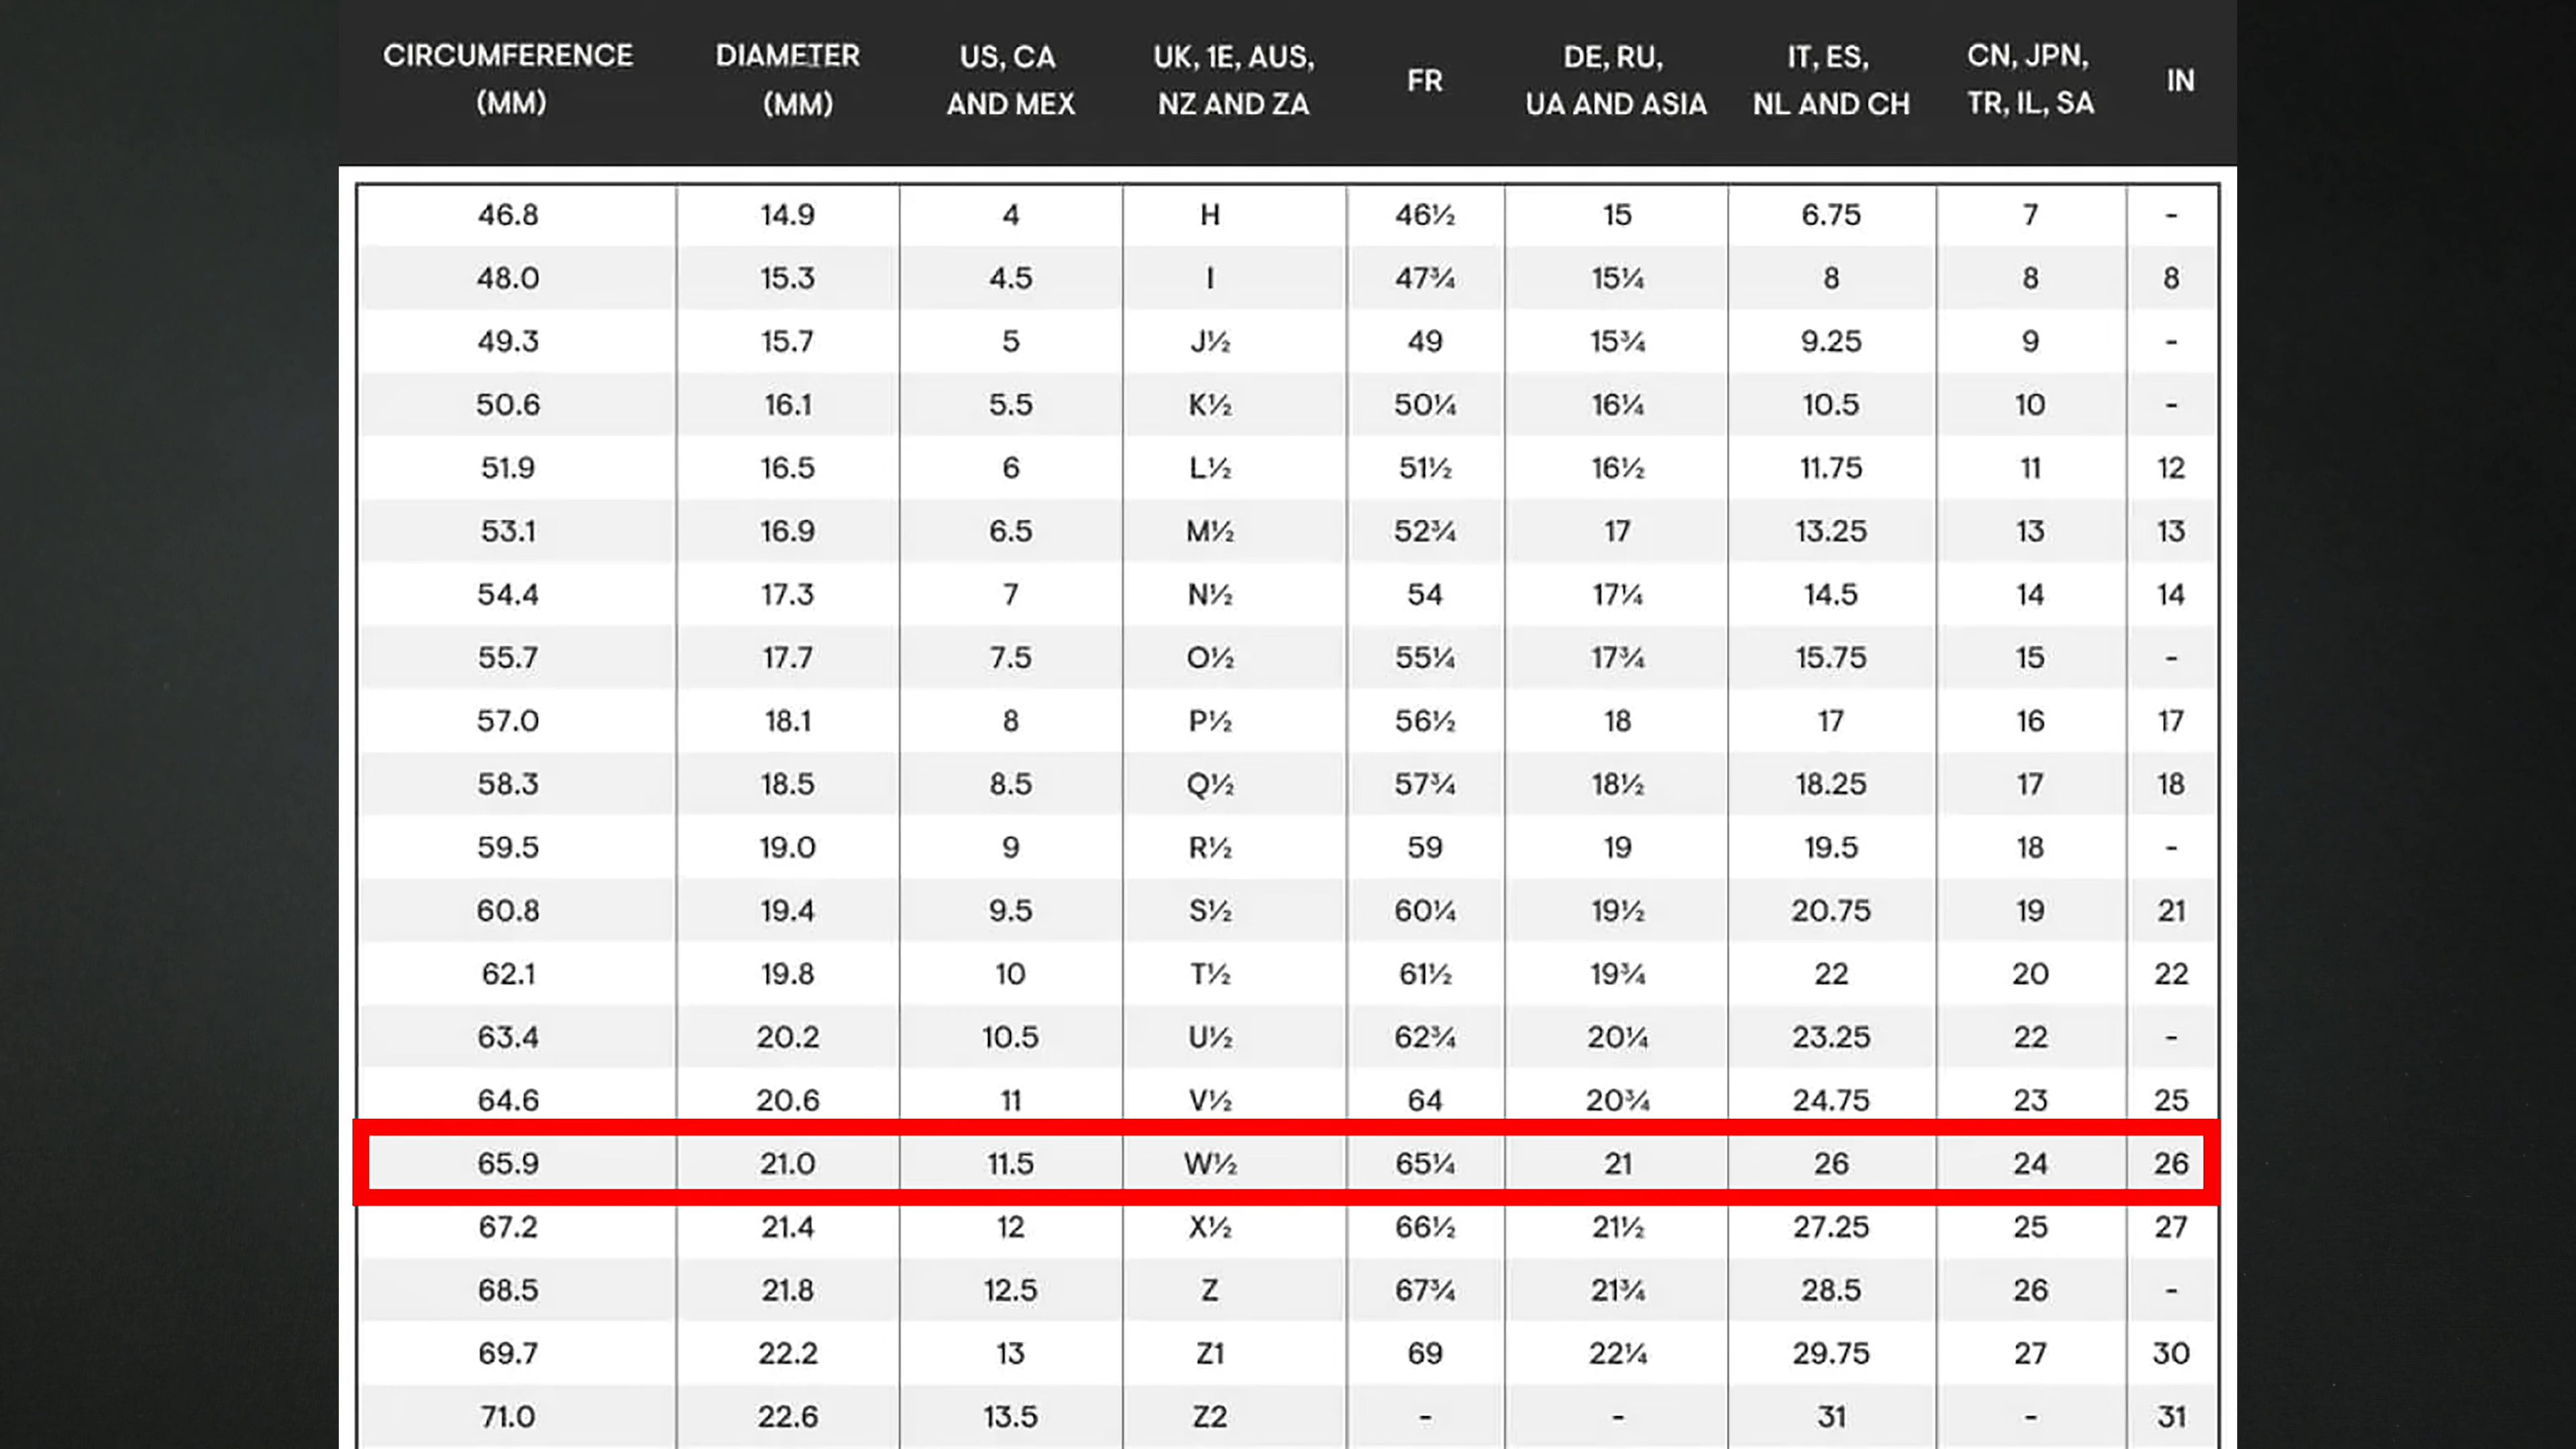 CIRCUMFERENCE (MM) DIAMETER (MM) US, CA AND MEX UK, 1E, AUS, NZ AND ZA FR DE, RU, UA AND ASIA IT, ES, NL AND CH CN, JPN, TR, IL, SA IN
46.8 14.9 4 H 46½ 15 6.75 7 -
48.0 15.3 4.5 I 47¾ 15¼ 8 8 8
49.3 15.7 5 J½ 49 15¾ 9.25 9 -
50.6 16.1 5.5 K½ 50¼ 16¼ 10.5 10 -
51.9 16.5 6 L½ 51½ 16½ 11.75 11 12
53.1 16.9 6.5 M½ 52¾ 17 13.25 13 13
54.4 17.3 7 N½ 54 17¼ 14.5 14 14
55.7 17.7 7.5 O½ 55¼ 17¾ 15.75 15 -
57.0 18.1 8 P½ 56½ 18 17 16 17
58.3 18.5 8.5 Q½ 57¾ 18½ 18.25 17 18
59.5 19.0 9 R½ 59 19 19.5 18 -
60.8 19.4 9.5 S½ 60¼ 19½ 20.75 19 21
62.1 19.8 10 T½ 61½ 19¾ 22 20 22
63.4 20.2 10.5 U½ 62¾ 20¼ 23.25 22 -
64.6 20.6 11 V½ 64 20¾ 24.75 23 25
65.9 21.0 11.5 W½ 65¼ 21 26 24 26
67.2 21.4 12 X½ 66½ 21½ 27.25 25 27
68.5 21.8 12.5 Z 67¾ 21¾ 28.5 26 -
69.7 22.2 13 Z1 69 22¼ 29.75 27 30
71.0 22.6 13.5 Z2 - - 31 - 31